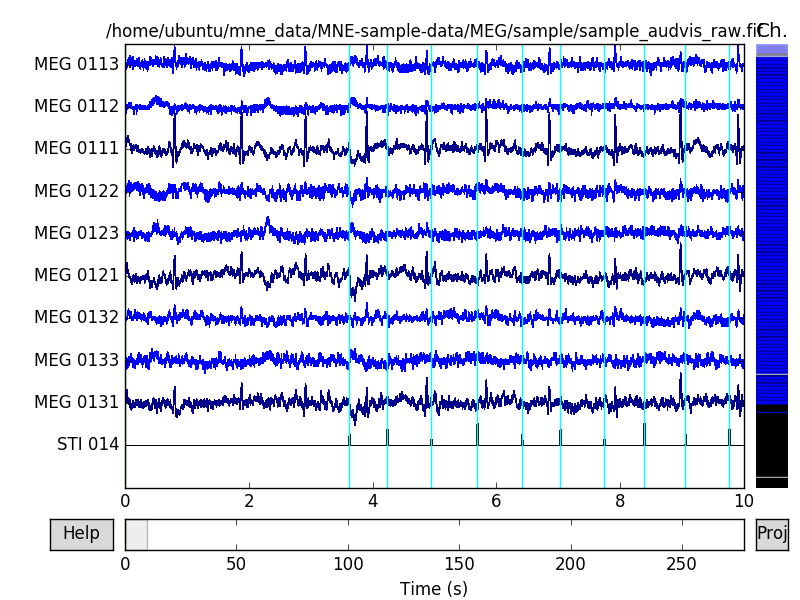 /home/ubuntu/mne_data/MNE-sample-data/MEG/sample/sample_audvis_raw.fif
Ch.
MEG 0113
MEG 0112
MEG 0111
MEG 0122
MEG 0123
MEG 0121
MEG 0132
MEG 0133
MEG 0131
STI 014
0 2 4 6 8 10
Help
Proj
0 50 100 150 200 250
Time (s)